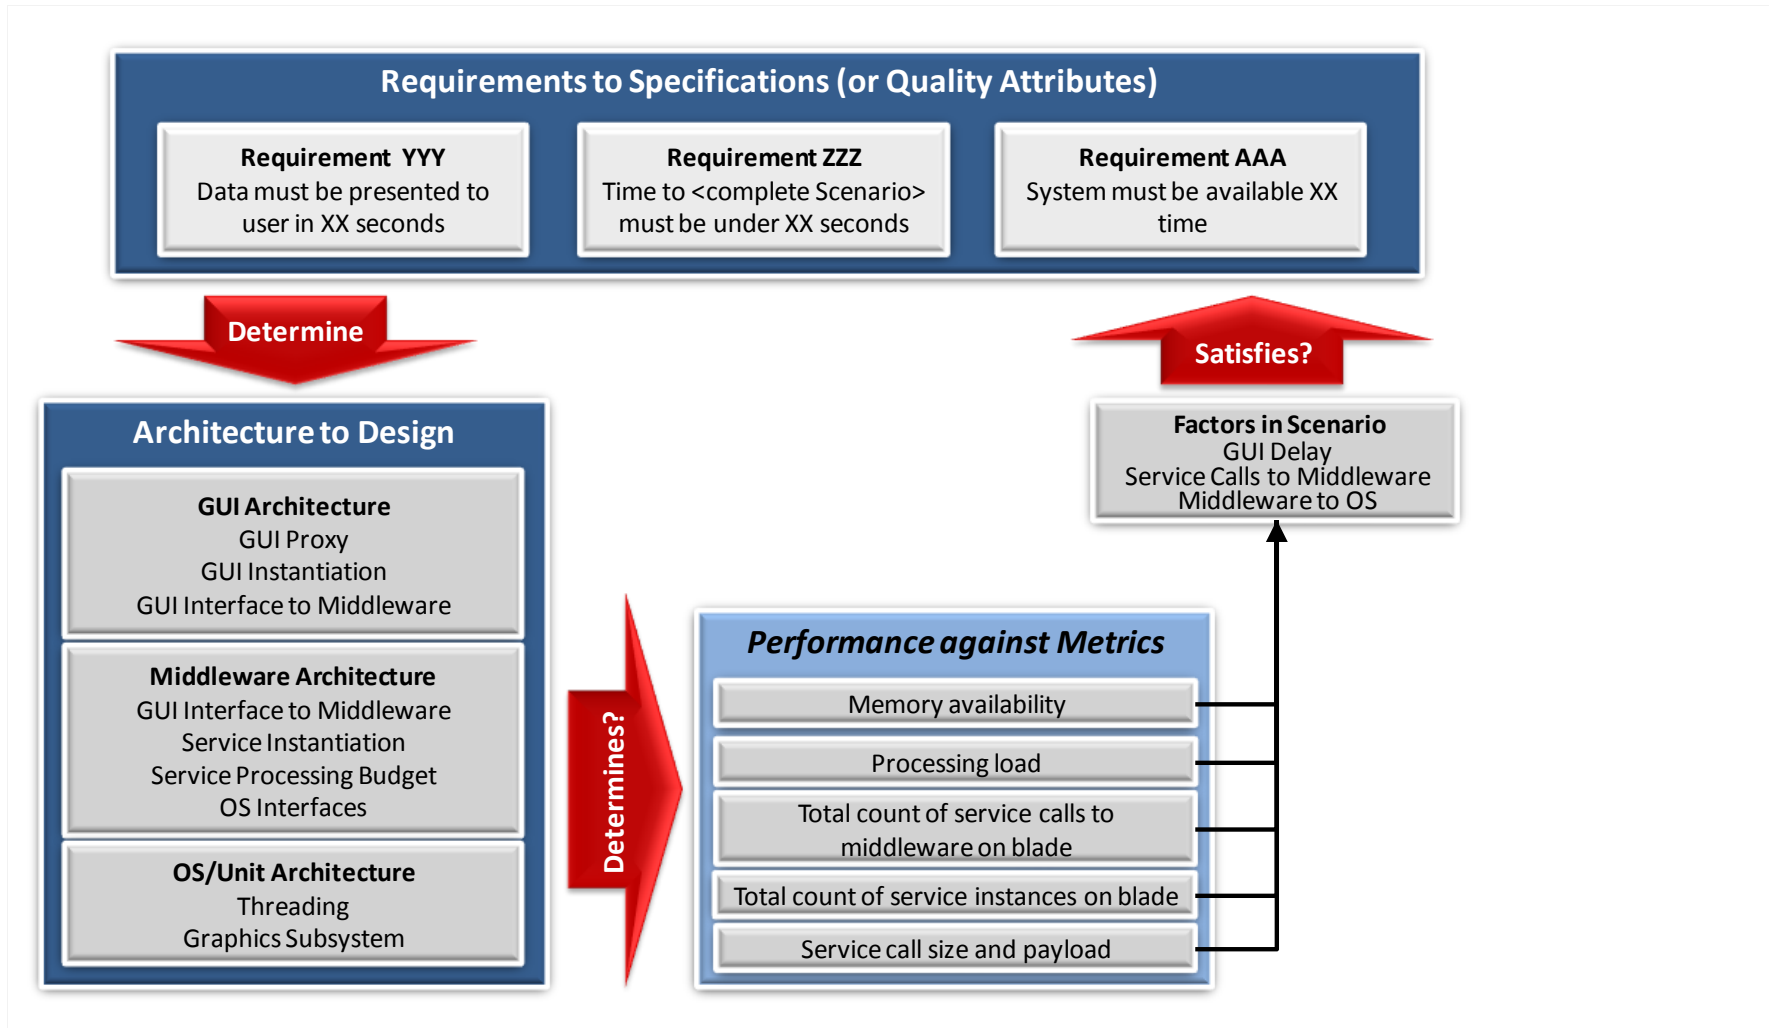 Requirements to Specifications (or Quality Attributes)
Requirement YYY
Data must be presented to
user in XX seconds
Requirement ZZZ
Time to <complete Scenario>
must be under XX seconds
Requirement AAA
System must be available XX
time
Determine
Satisfies?
Architecture to Design
GUI Architecture
GUI Proxy
GUI Instantiation
GUI Interface to Middleware
Middleware Architecture
GUI Interface to Middleware
Service Instantiation
Service Processing Budget
OS Interfaces
OS/Unit Architecture
Threading
Graphics Subsystem
Determines?
Performance against Metrics
Memory availability
Processing load
Total count of service calls to
middleware on blade
Total count of service instances on blade
Service call size and payload
Factors in Scenario
GUI Delay
Service Calls to Middleware
Middleware to OS